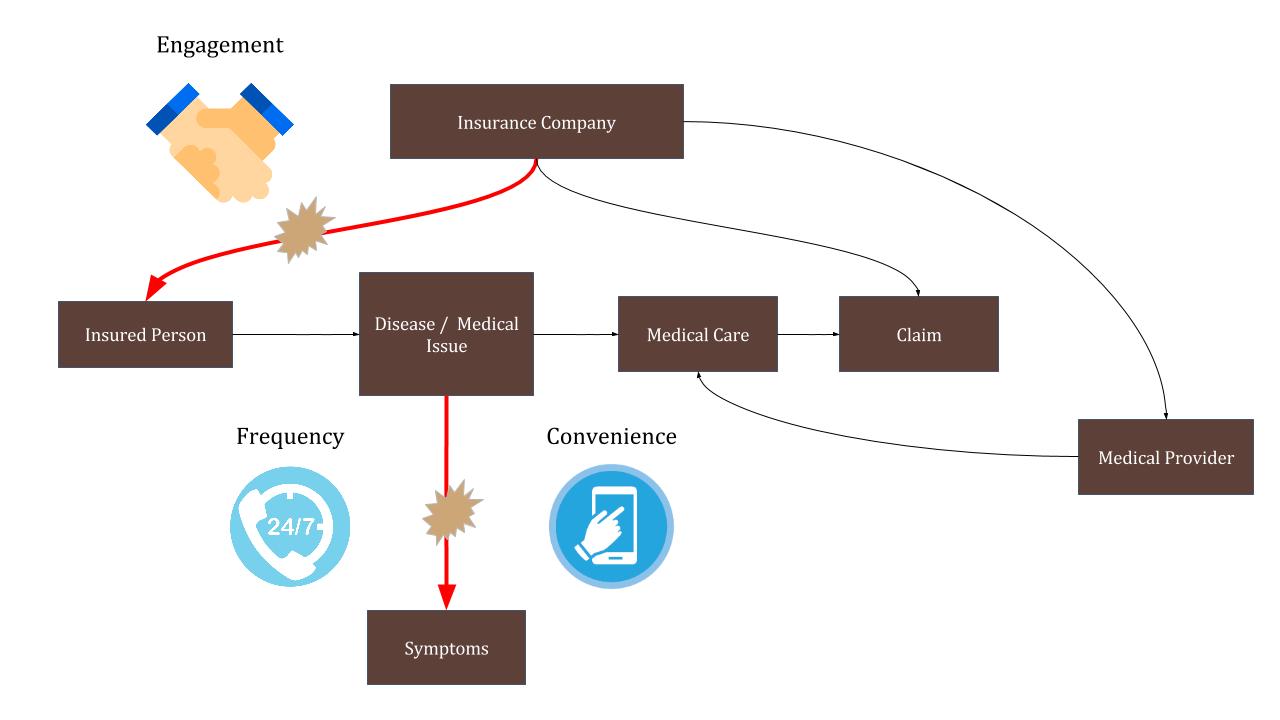 Engagement
Insurance Company
Insured Person
Disease / Medical
Issue
Medical Care
Claim
Frequency
Convenience
Medical Provider
24/7
Symptoms